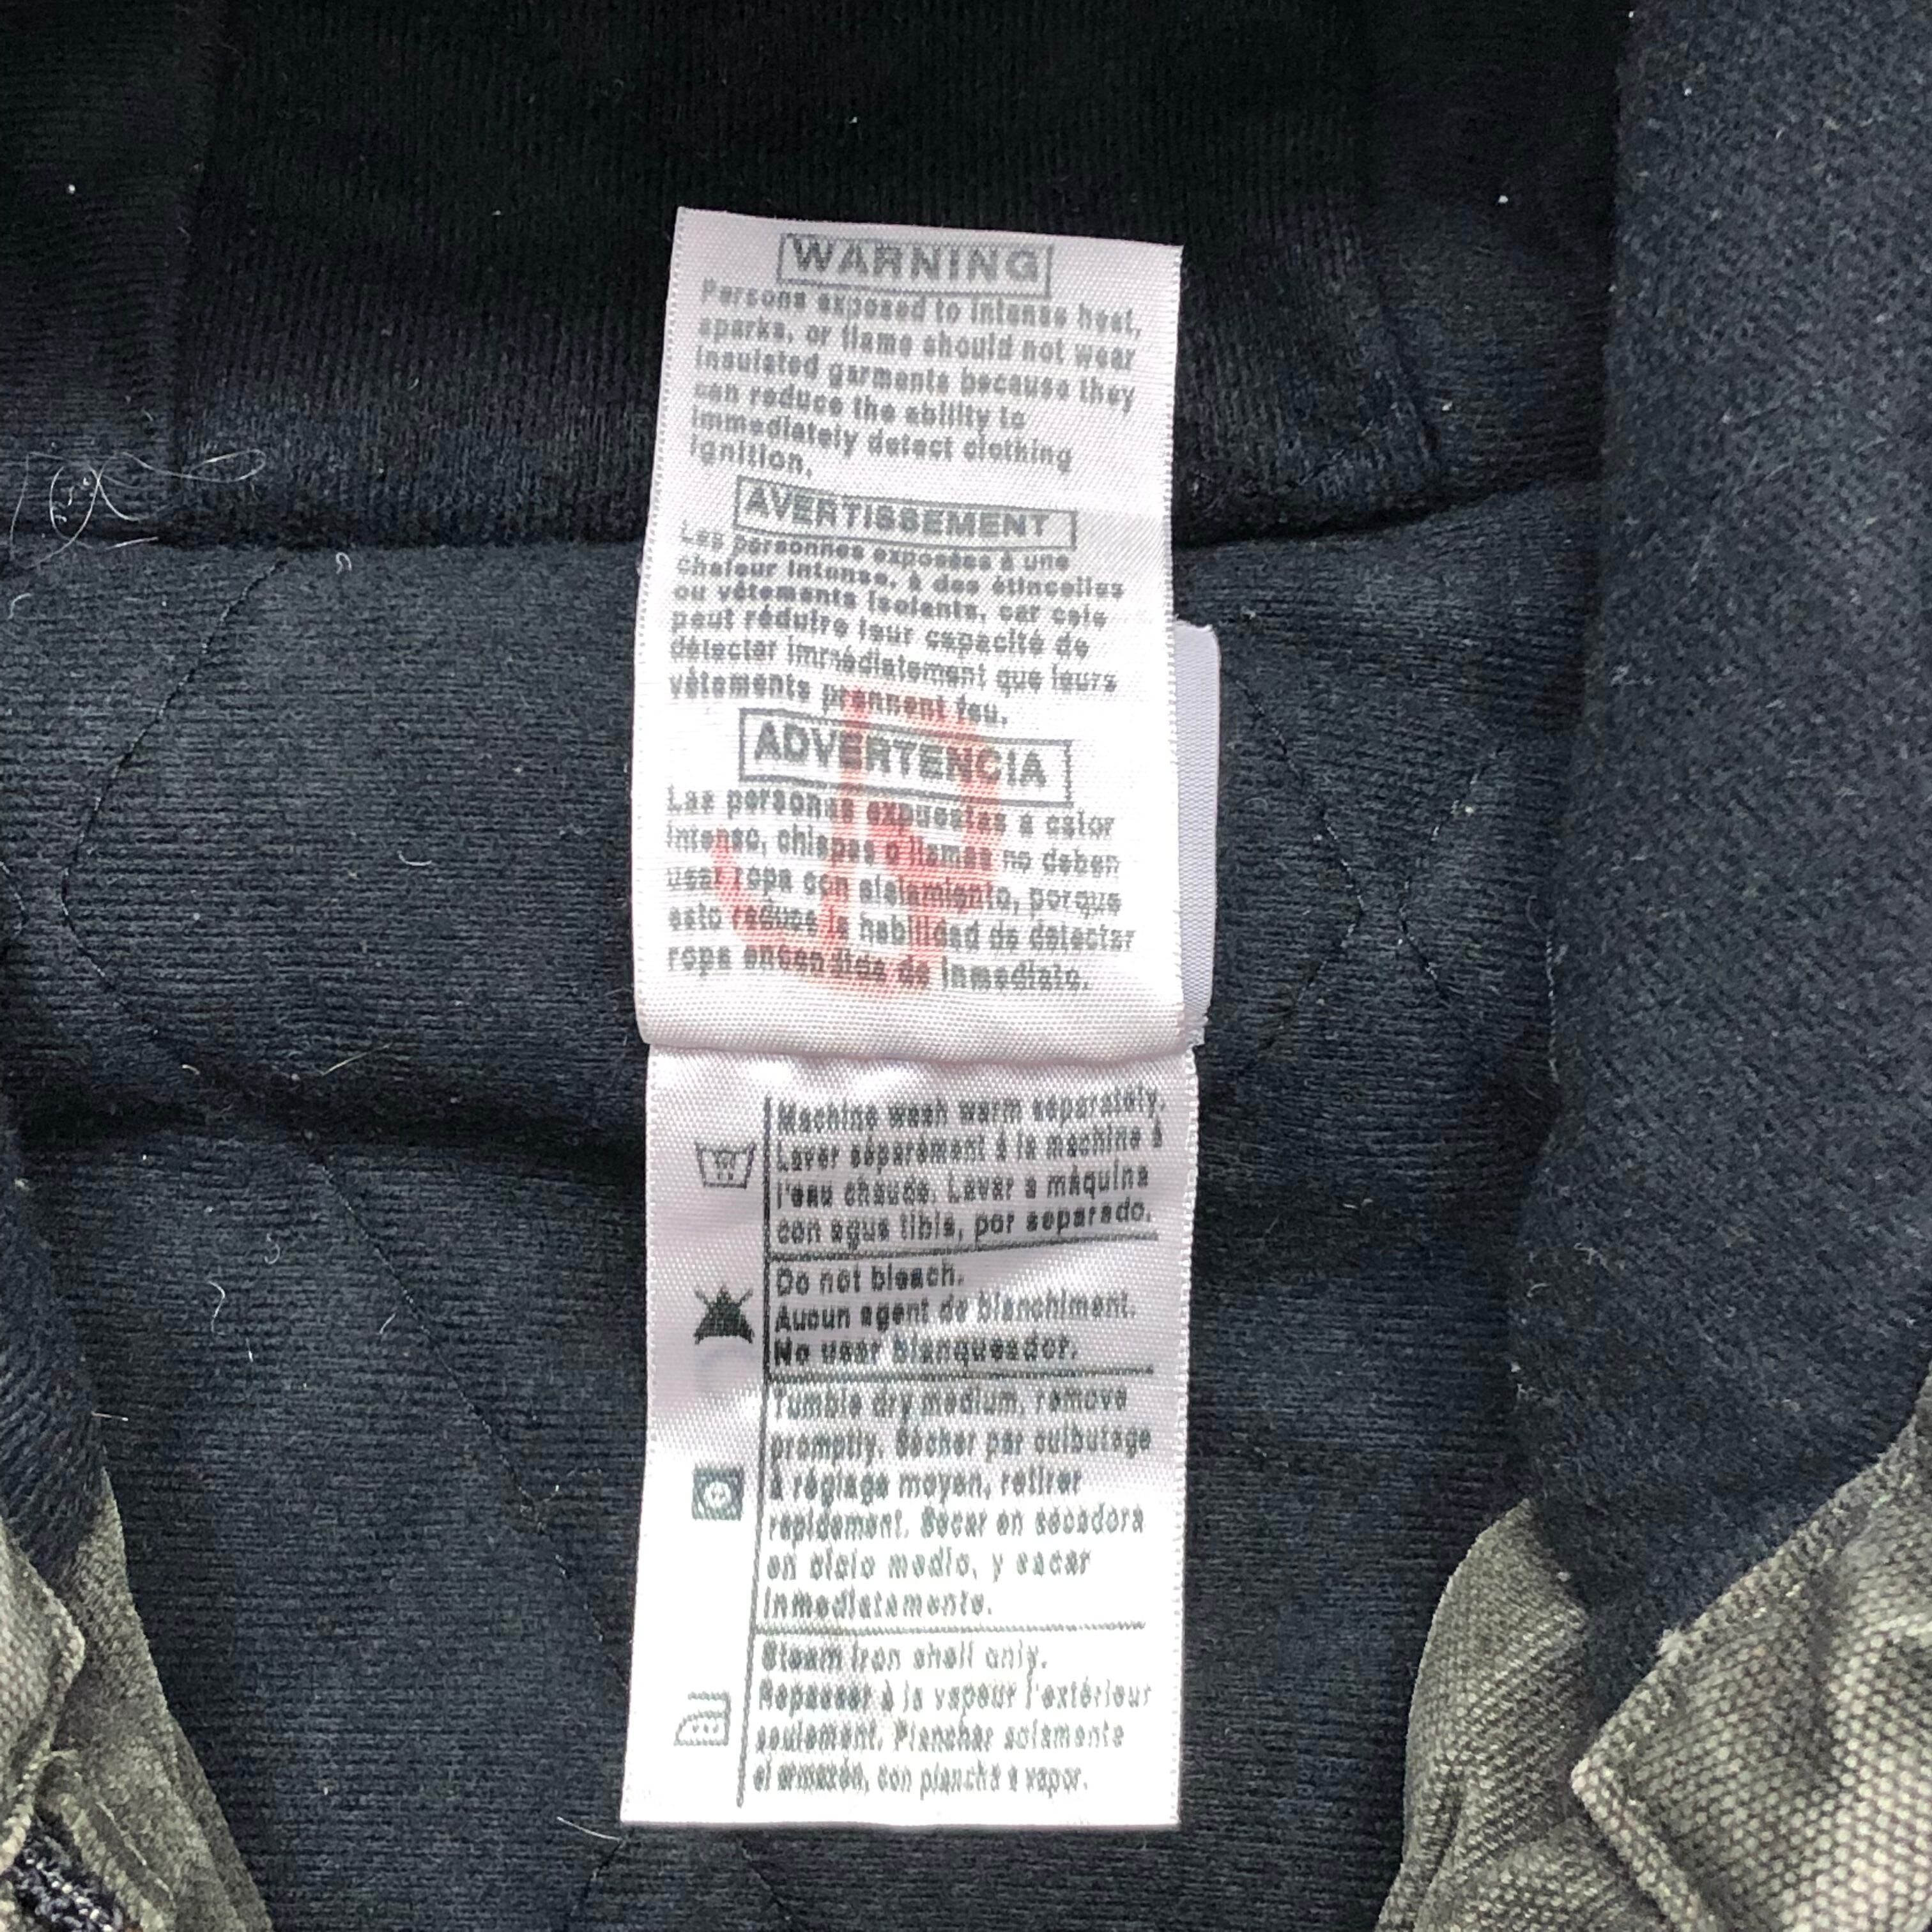 WARNING
Persons exposed to intense heat,
sparks, or flame should not wear
insulated garments because they
can reduce the ability to
immediately detect clothing
ignition.
AVERTISSEMENT
Les personnes exposées à une
chaleur intense, à des étincelles
ou vêtements isolants, car cela
peut réduire leur capacité de
détecter immédiatement que leurs
vêtements prennent feu.
ADVERTENCIA
Las personas expuestas a calor
intenso, chispas o llamas no deben
usar ropa con aislamiento, porque
esto reduce la habilidad de detectar
ropa encendida de inmediato.
Machine wash warm separately.
Laver séparément à la machine à
l'eau chaude. Lavar a máquina
con agua tibia, por separado.
Do not bleach.
Aucun agent de blanchiment.
No usar blanqueador.
Tumble dry medium, remove
promptly. Sécher par culbutage
à réglage moyen, retirer
rapidement. Secar en secadora
en ciclo medio, y sacar
inmediatamente.
Steam iron shell only.
Repasser à la vapeur l'extérieur
seulement. Planchar solamente
el armazón, con plancha a vapor.